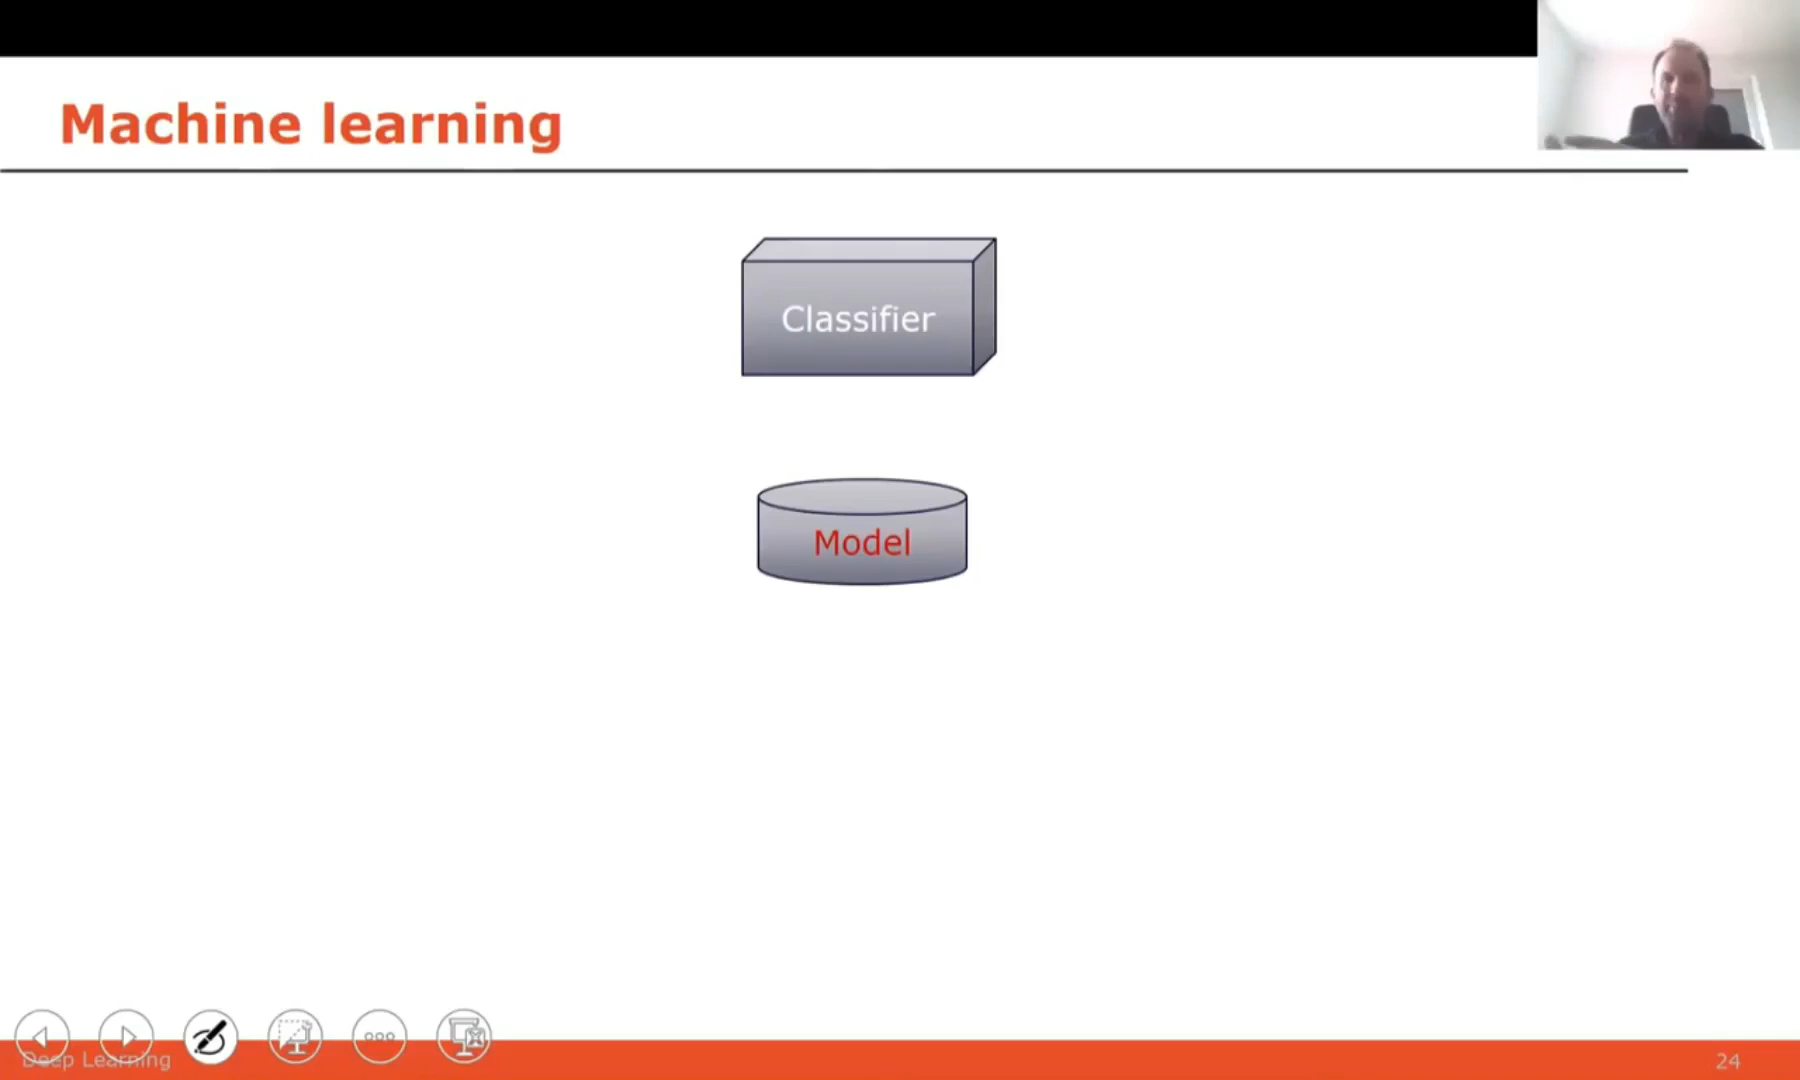 Machine learning
Classifier
Model
Deep Learning
24